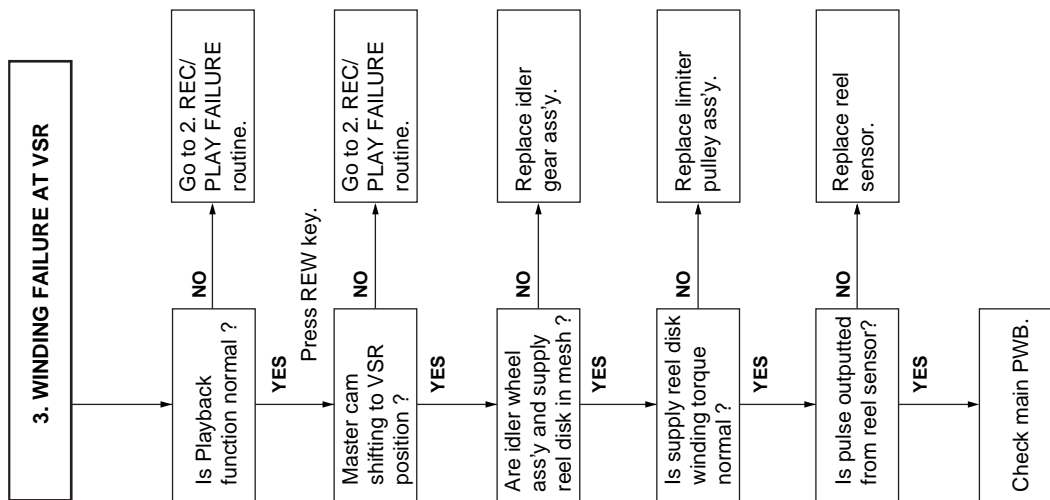 3. WINDING FAILURE AT VSR
Is Playback
function normal ?
NO
Go to 2. REC/
PLAY FAILURE
routine.
YES
Press REW key.
Master cam
shifting to VSR
position ?
NO
Go to 2. REC/
PLAY FAILURE
routine.
YES
Are idler wheel
ass'y and supply
reel disk in mesh ?
NO
Replace idler
gear ass'y.
YES
Is supply reel disk
winding torque
normal ?
NO
Replace limiter
pulley ass'y.
YES
Is pulse outputted
from reel sensor?
NO
Replace reel
sensor.
YES
Check main PWB.